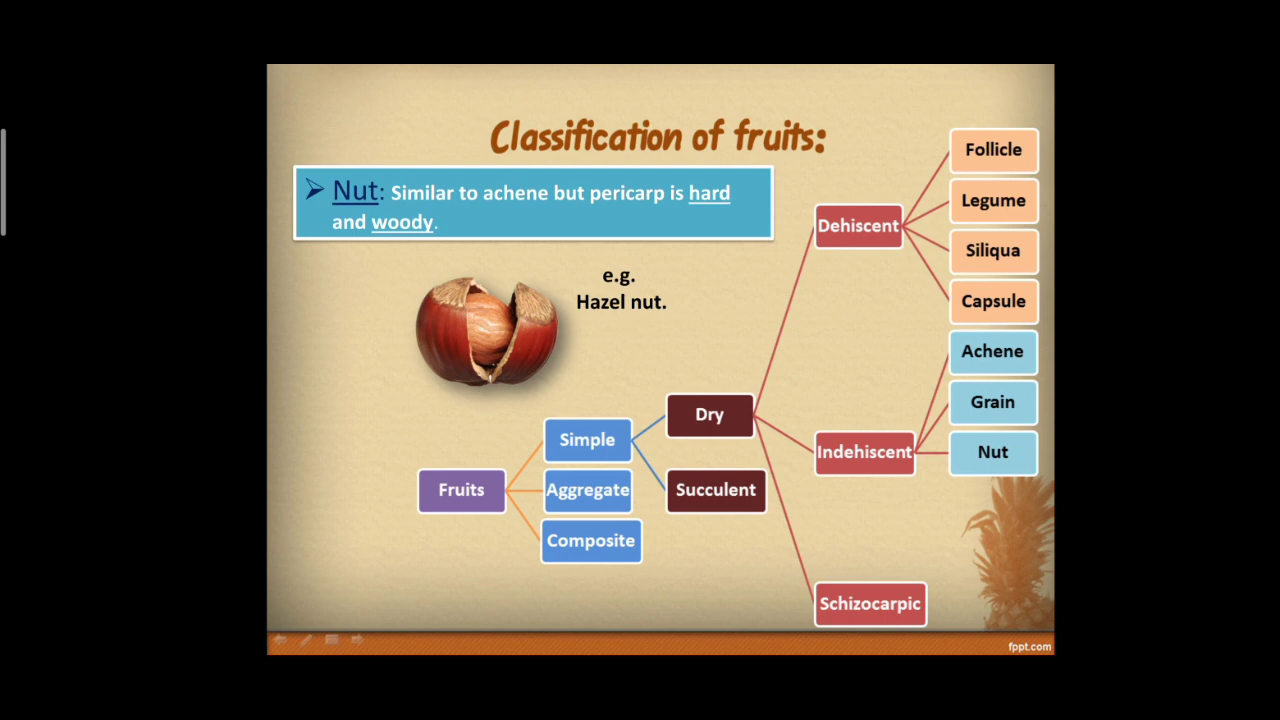 Classification of fruits:
➢ Nut: Similar to achene but pericarp is hard
and woody.
e.g.
Hazel nut.
Fruits
Simple
Aggregate
Composite
Dry
Succulent
Dehiscent
Indehiscent
Schizocarpic
Follicle
Legume
Siliqua
Capsule
Achene
Grain
Nut
fppt.com